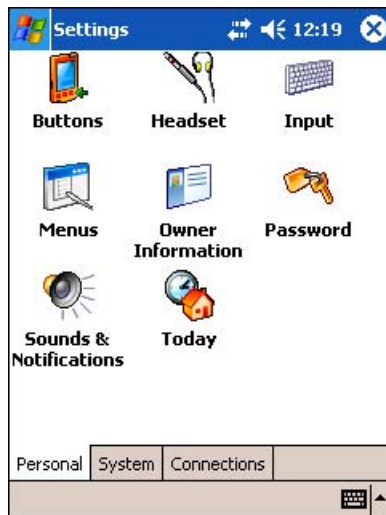 Settings 12:19
Buttons Headset Input
Menus Owner Information Password
Sounds & Notifications Today
Personal System Connections